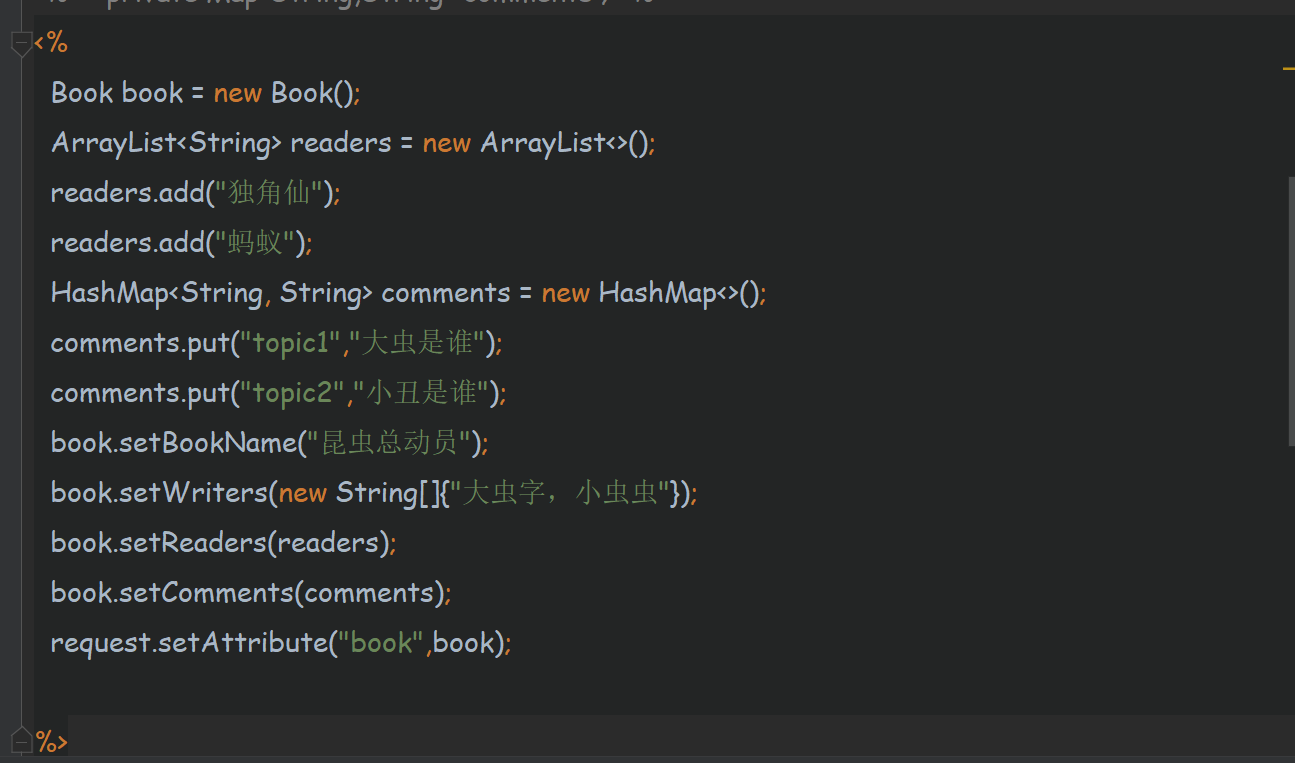 <%
Book book = new Book();
ArrayList<String> readers = new ArrayList<>();
readers.add("独角仙");
readers.add("蚂蚁");
HashMap<String, String> comments = new HashMap<>();
comments.put("topic1","大虫是谁");
comments.put("topic2","小丑是谁");
book.setBookName("昆虫总动员");
book.setWriters(new String[]{"大虫字，小虫虫"});
book.setReaders(readers);
book.setComments(comments);
request.setAttribute("book",book);
%>